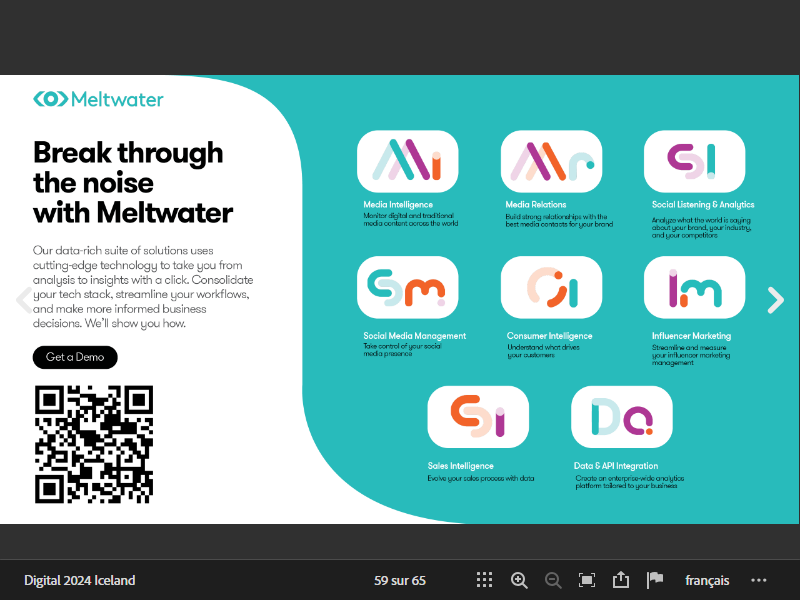 Meltwater
Break through
the noise
with Meltwater
Our data-rich suite of solutions uses
cutting-edge technology to take you from
analysis to insights with a click. Consolidate
your tech stack, streamline your workflows,
and make more informed business
decisions. We'll show you how.
Get a Demo
Mi
Media Intelligence
Monitor digital and traditional
media content across the world
Mr
Media Relations
Build strong relationships with the
best media contacts for your brand
Sl
Social Listening & Analytics
Analyze what the world is saying
about your brand, your industry,
and your competitors
Sm
Social Media Management
Take control of your social
media presence
Ci
Consumer Intelligence
Understand what drives
your customers
Im
Influencer Marketing
Streamline and measure
your influencer marketing
management
Si
Sales Intelligence
Evolve your sales process with data
Da
Data & API Integration
Create an enterprise-wide analytics
platform tailored to your business
Digital 2024 Iceland
59 sur 65
français